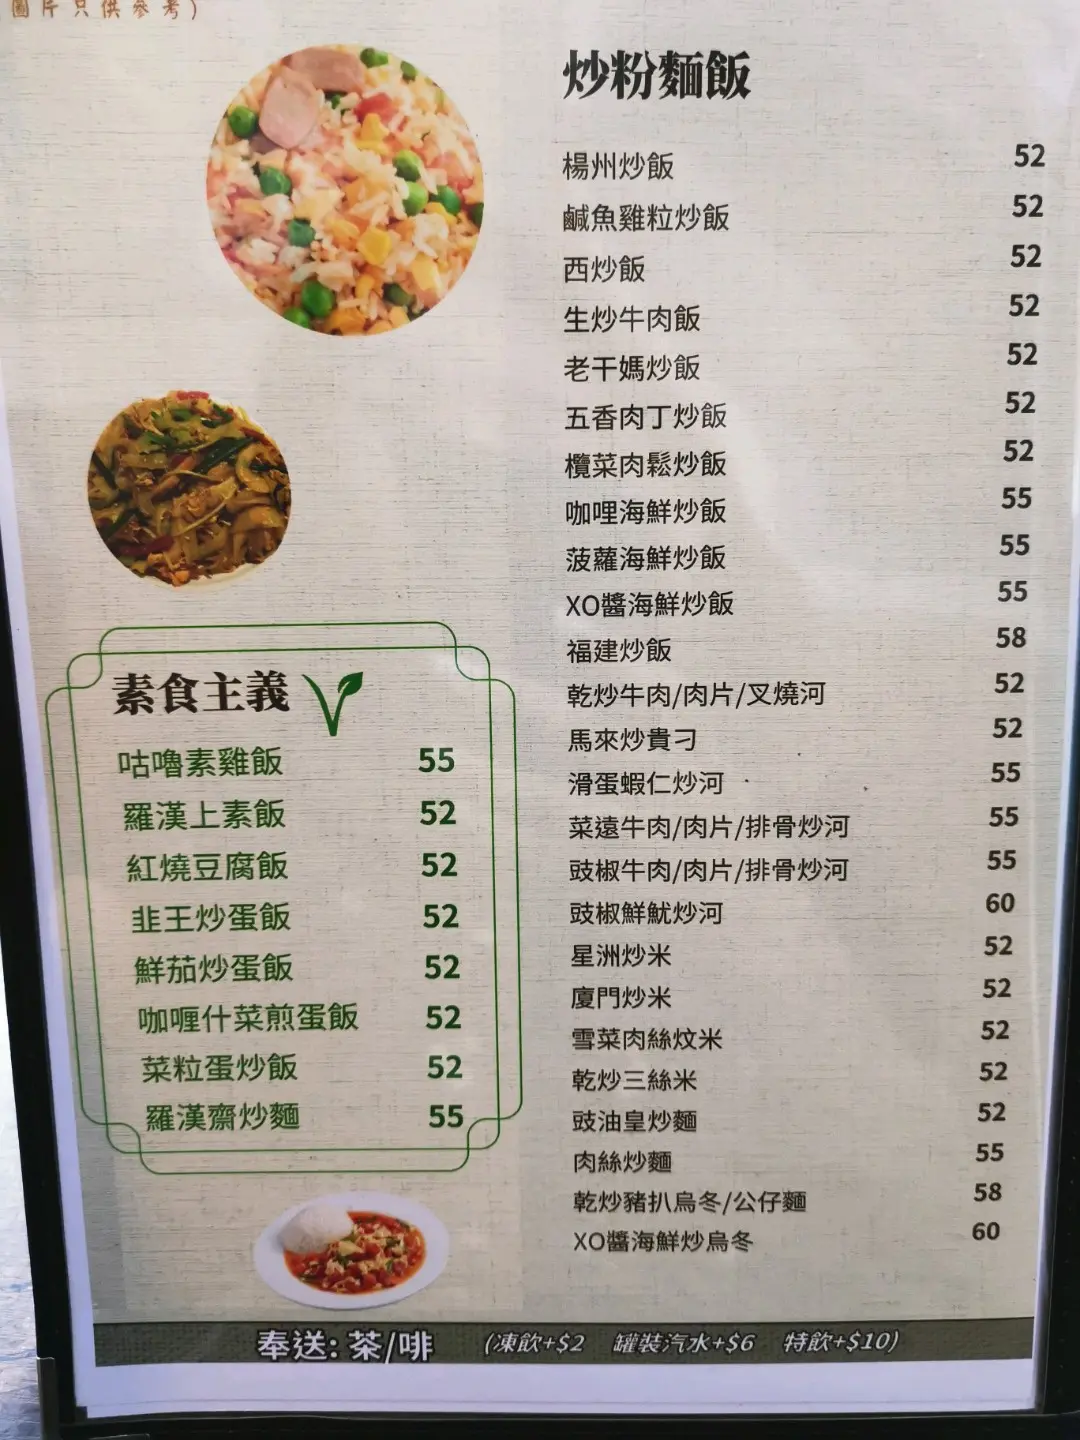 圖片只供參考)
炒粉麵飯
楊州炒飯 52
鹹魚雞粒炒飯 52
西炒飯 52
生炒牛肉飯 52
老干媽炒飯 52
五香肉丁炒飯 52
欖菜肉鬆炒飯 52
咖哩海鮮炒飯 55
菠蘿海鮮炒飯 55
XO醬海鮮炒飯 55
福建炒飯 58
乾炒牛肉/肉片/叉燒河 52
馬來炒貴刁 52
滑蛋蝦仁炒河 55
菜遠牛肉/肉片/排骨炒河 55
豉椒牛肉/肉片/排骨炒河 55
豉椒鮮魷炒河 60
星洲炒米 52
廈門炒米 52
雪菜肉絲炆米 52
乾炒三絲米 52
豉油皇炒麵 52
肉絲炒麵 55
乾炒豬扒烏冬/公仔麵 58
XO醬海鮮炒烏冬 60
素食主義
咕嚕素雞飯 55
羅漢上素飯 52
紅燒豆腐飯 52
韭王炒蛋飯 52
鮮茄炒蛋飯 52
咖喱什菜煎蛋飯 52
菜粒蛋炒飯 52
羅漢齋炒麵 55
奉送: 茶/啡 (凍飲+$2 罐裝汽水+$6 特飲+$10)